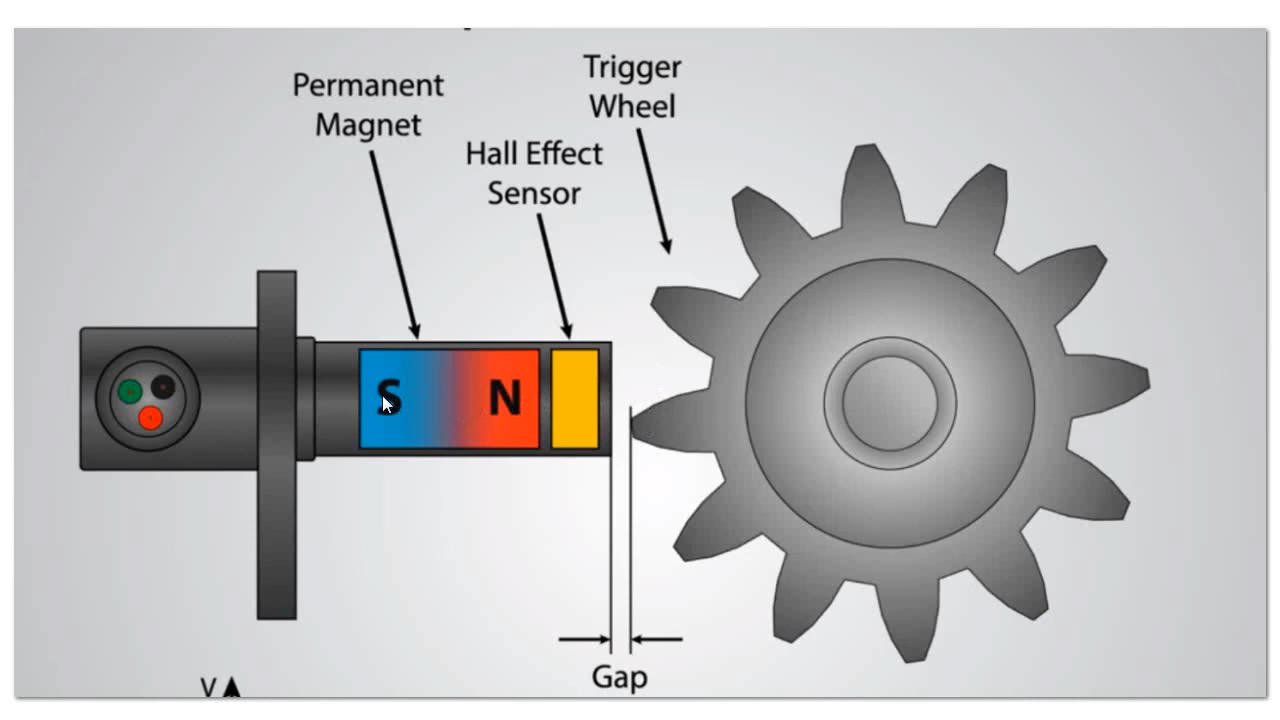 Trigger
Wheel
Permanent
Magnet
Hall Effect
Sensor
S
N
Gap
V